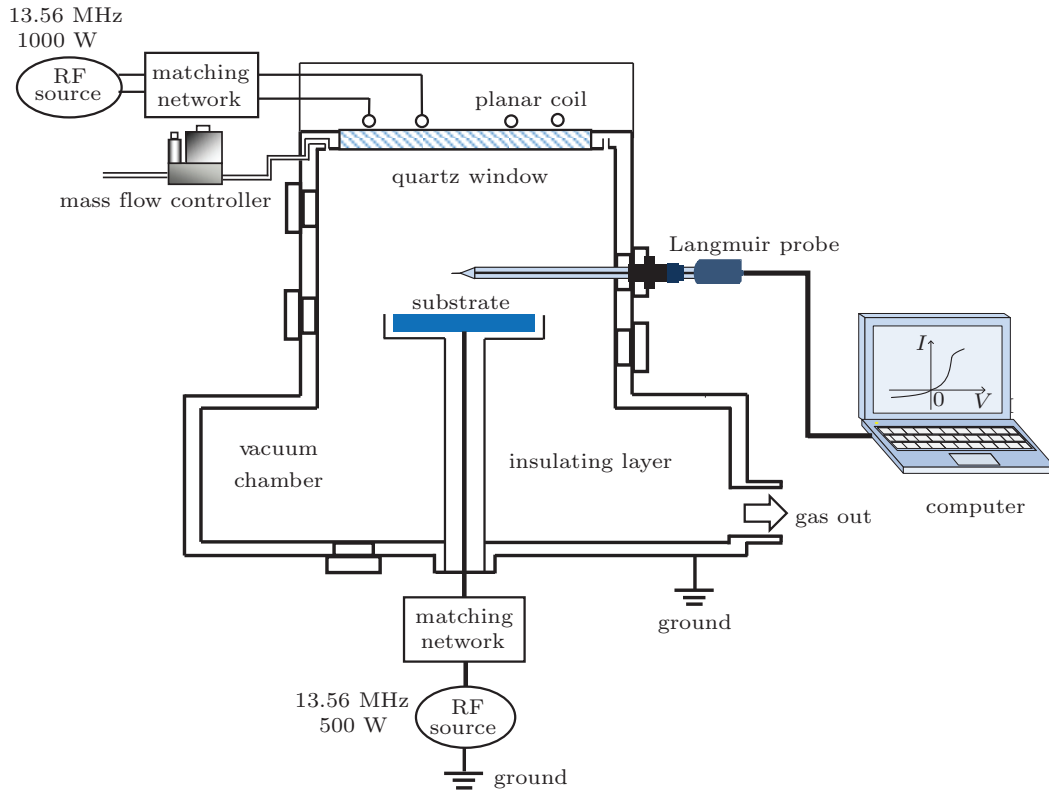 13.56 MHz
1000 W
RF
source
matching
network
planar coil
quartz window
mass flow controller
Langmuir probe
substrate
I
0
V
vacuum
chamber
insulating layer
gas out
computer
matching
network
ground
13.56 MHz
500 W
RF
source
ground